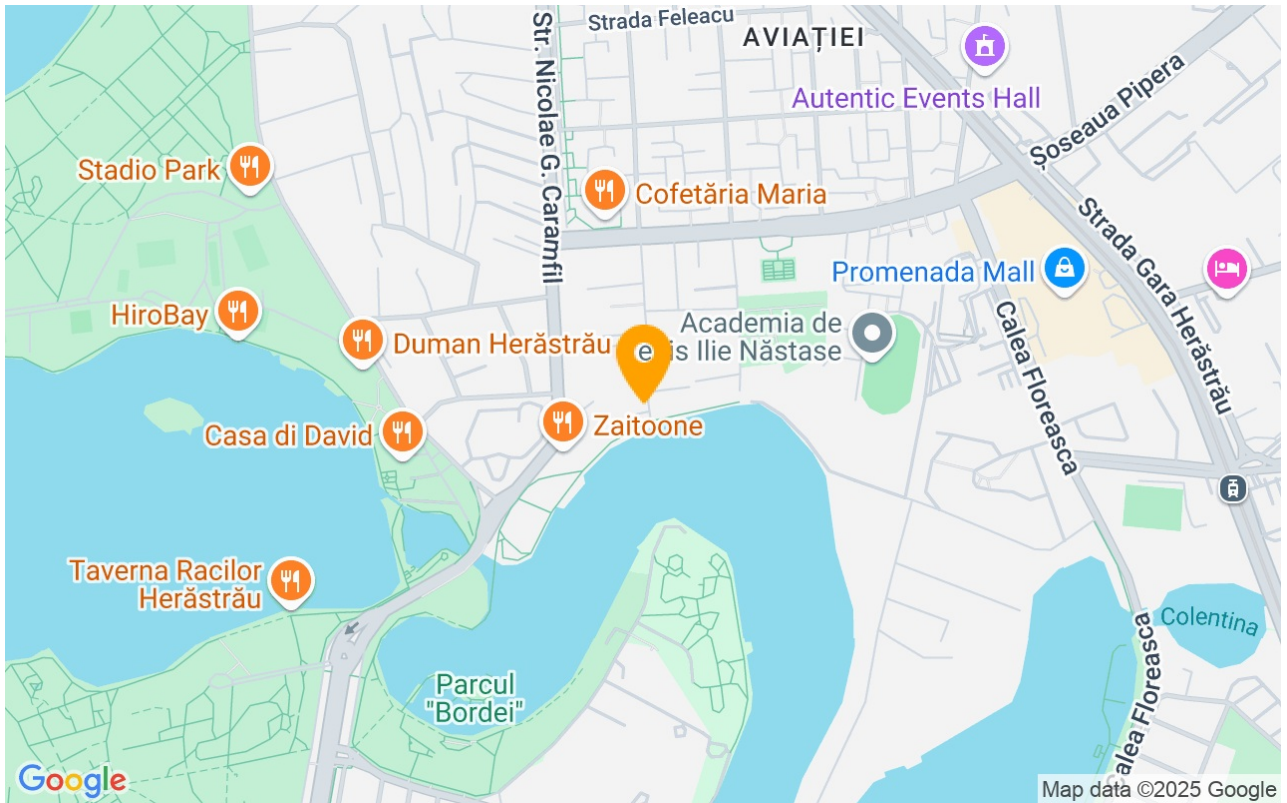 Strada Feleacu
AVIAȚIEI
Str. Nicolae G. Caramfil
Autentic Events Hall
Șoseaua Pipera
Stadio Park
Cofetăria Maria
Strada Gara Herăstrău
Promenada Mall
HiroBay
Duman Herăstrău
Academia de
is Ilie Năstase
Calea Floreasca
Casa di David
Zaitoone
Taverna Racilor
Herăstrău
Colentina
Parcul
"Bordei"
Calea Floreasca
Google
Map data ©2025 Google